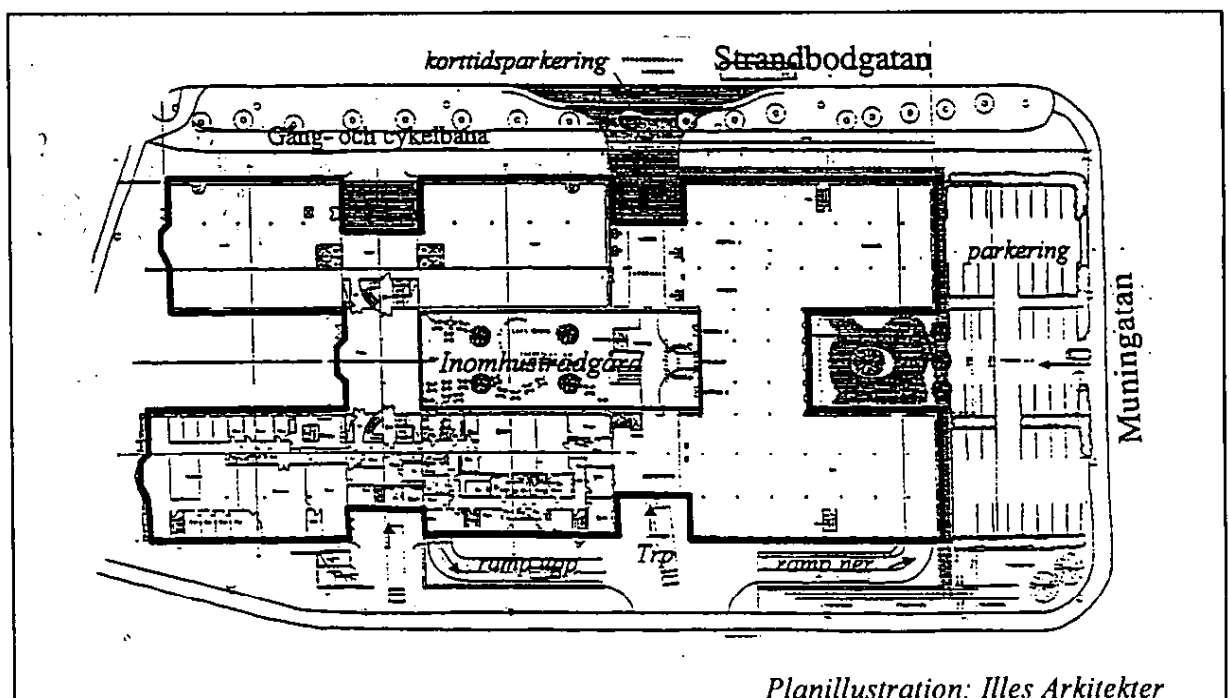 korttidsparkering
Strandbodgatan
Gång- och cykelbana
parkering
Inomhusträdgård
Muningatan
ramp upp
Trp
ramp ner
Planillustration: Illes Arkitekter